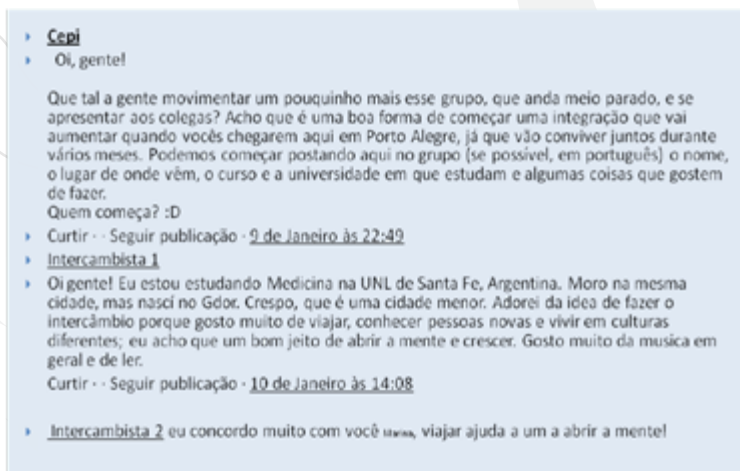 Cepi
Oi, gente!
Que tal a gente movimentar um pouquinho mais esse grupo, que anda meio parado, e se
apresentar aos colegas? Acho que é uma boa forma de começar uma integração que vai
aumentar quando vocês chegarem aqui em Porto Alegre, já que vão conviver juntos durante
vários meses. Podemos começar postando aqui no grupo (se possível, em português) o nome,
o lugar de onde vêm, o curso e a universidade em que estudam e algumas coisas que gostem
de fazer.
Quem começa? :D
Curtir · · Seguir publicação · 9 de Janeiro às 22:49
Intercambista 1
Oi gente! Eu estou estudando Medicina na UNL de Santa Fe, Argentina. Moro na mesma
cidade, mas nascí no Gdor. Crespo, que é uma cidade menor. Adorei da idea de fazer o
intercâmbio porque gosto muito de viajar, conhecer pessoas novas e vivir em culturas
diferentes; eu acho que um bom jeito de abrir a mente e crescer. Gosto muito da musica em
geral e de ler.
Curtir · · Seguir publicação · 10 de Janeiro às 14:08
Intercambista 2 eu concordo muito com você , viajar ajuda a um a abrir a mente!